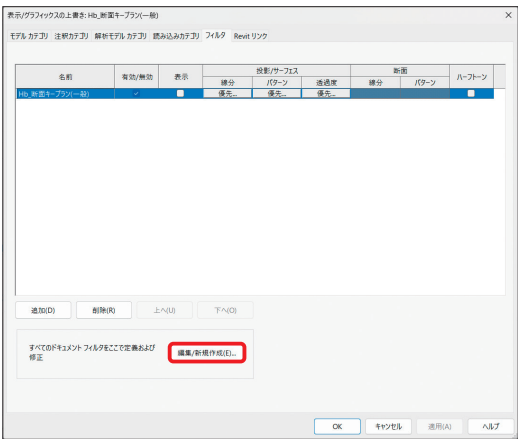 表示/グラフィックスの上書き: Hb_断面キープラン(一般)
モデル カテゴリ 注釈カテゴリ 解析モデル カテゴリ 読み込みカテゴリ フィルタ Revit リンク
名前 有効/無効 表示 投影/サーフェス 断面 ハーフトーン
線分 パターン 透過度 線分 パターン
Hb_断面キープラン(一般) 優先... 優先... 優先...
追加(D) 削除(R) 上へ(U) 下へ(O)
すべてのドキュメント フィルタをここで定義および
修正
編集/新規作成(E)...
OK キャンセル 適用(A) ヘルプ